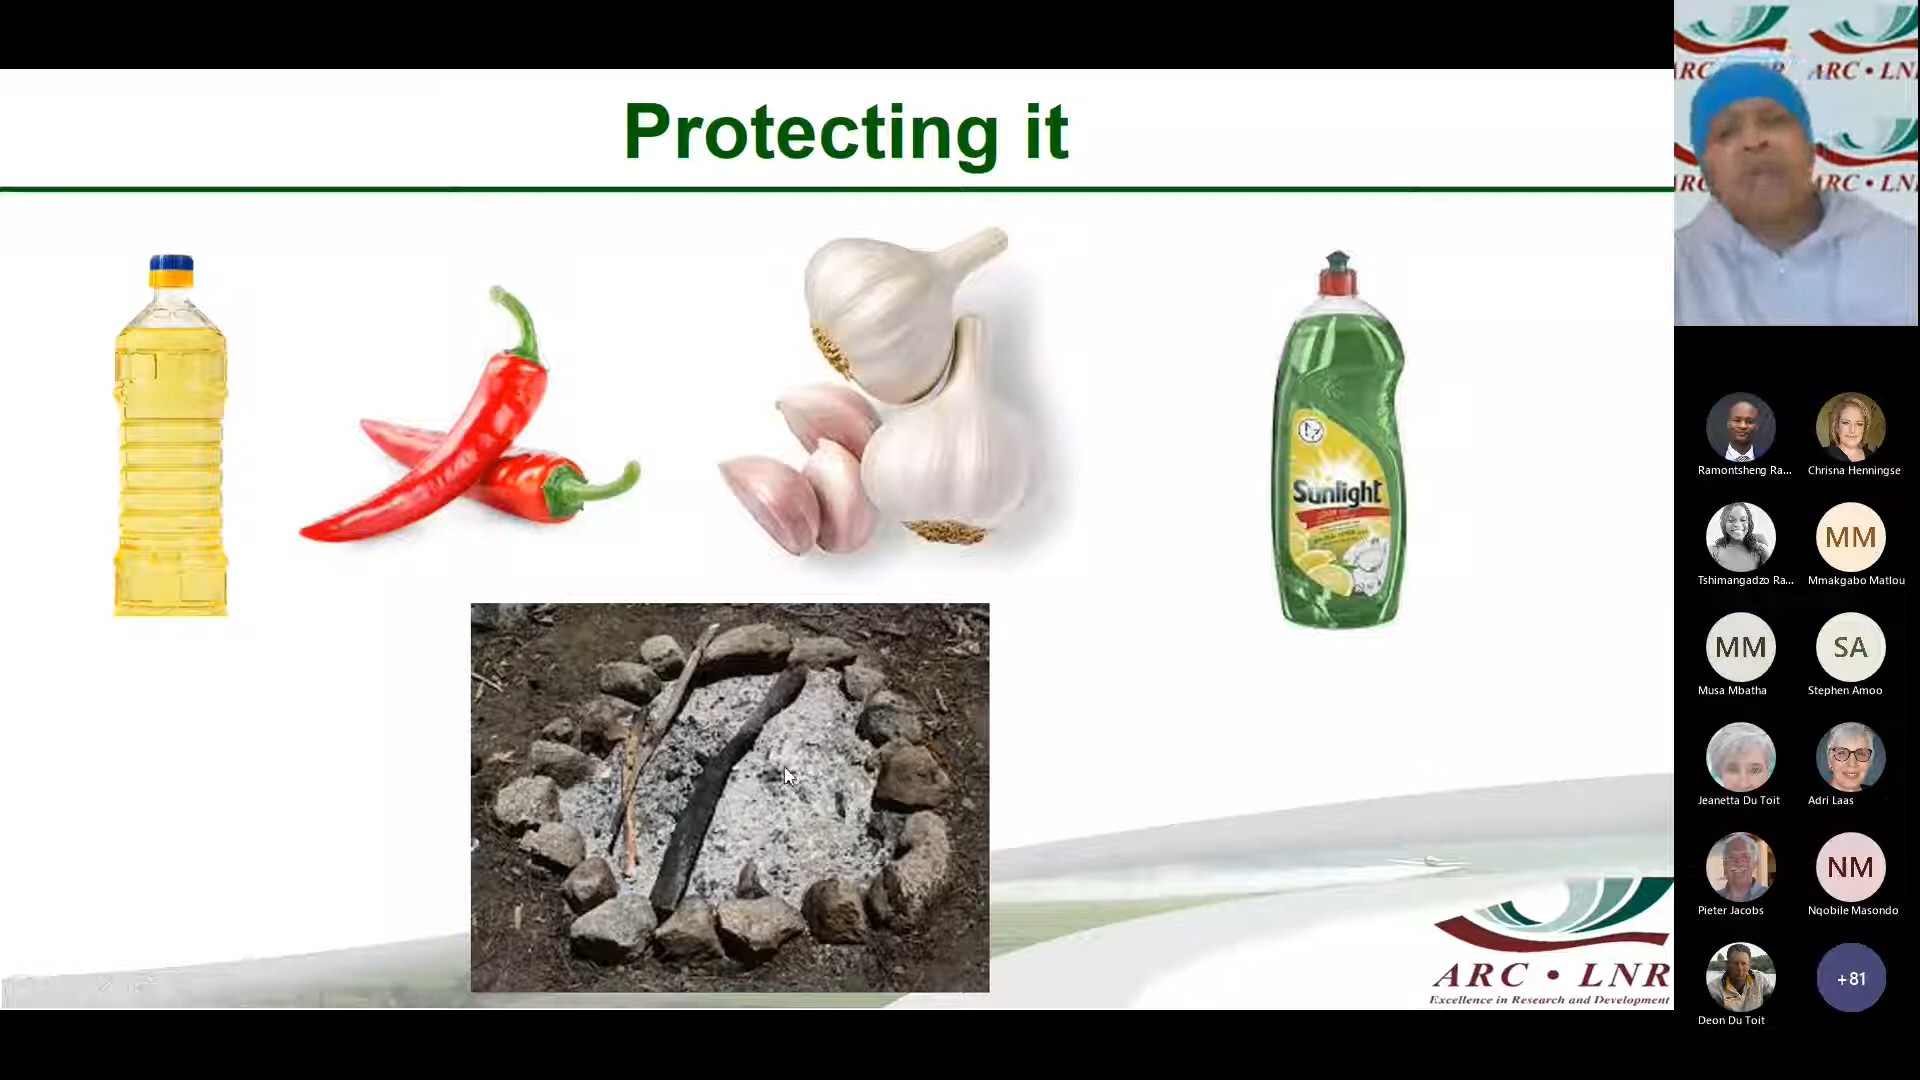 Protecting it
Sunlight
ARC • LNR
Excellence in Research and Development
ARC • LN
ARC • LN
Ramontsheng Ra...
Chrisna Henningse
Tshimangadzo Ra...
MM
Mmakgabo Matlou
MM
Musa Mbatha
SA
Stephen Amoo
Jeanetta Du Toit
Adri Laas
Pieter Jacobs
NM
Nqobile Masondo
Deon Du Toit
+81